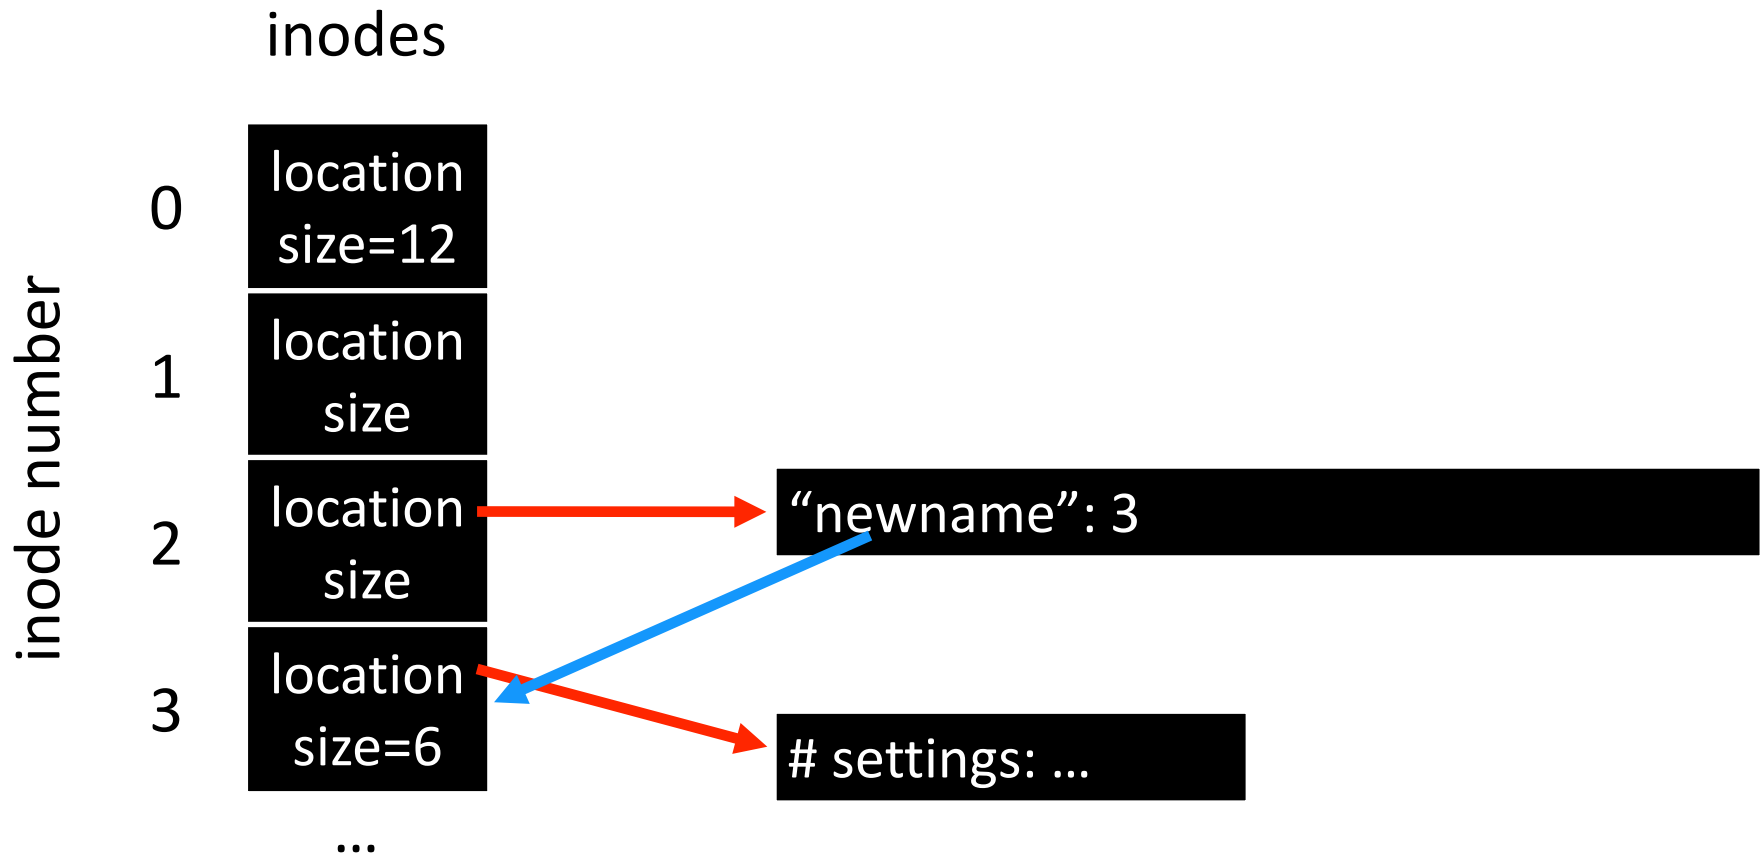 inodes
inode number
0
location
size=12
1
location
size
2
location
size
“newname”: 3
3
location
size=6
# settings: ...
...